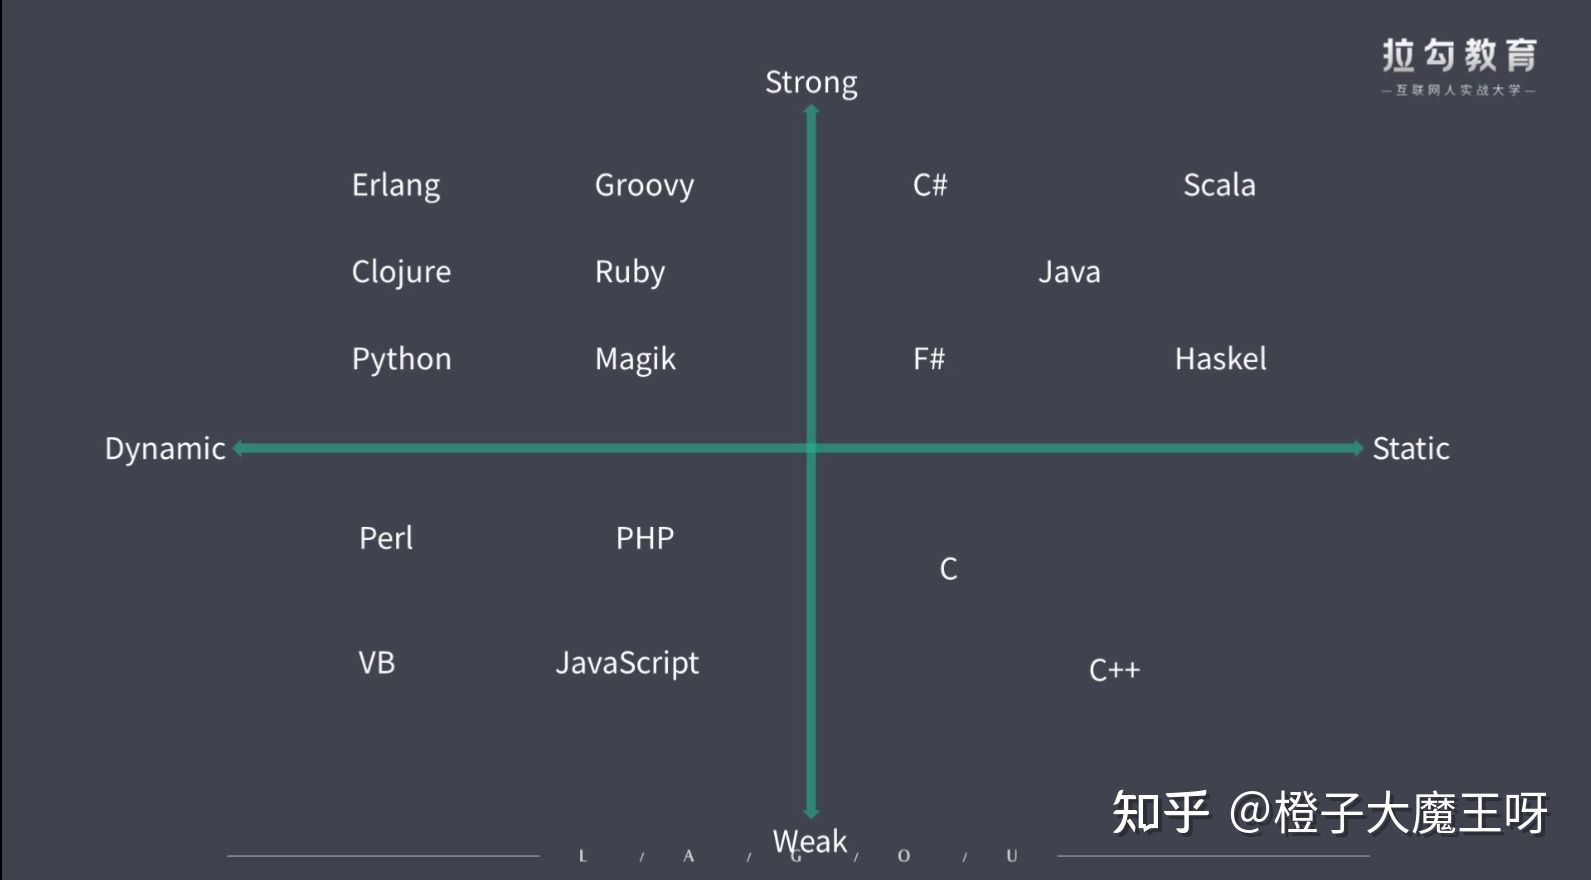 拉勾教育
—互联网人实战大学—
Strong
Erlang Groovy C# Scala
Clojure Ruby Java
Python Magik F# Haskel
Dynamic Static
Perl PHP
C
VB JavaScript
C++
知乎 @橙子大魔王呀
Weak
L / A / G / O / U